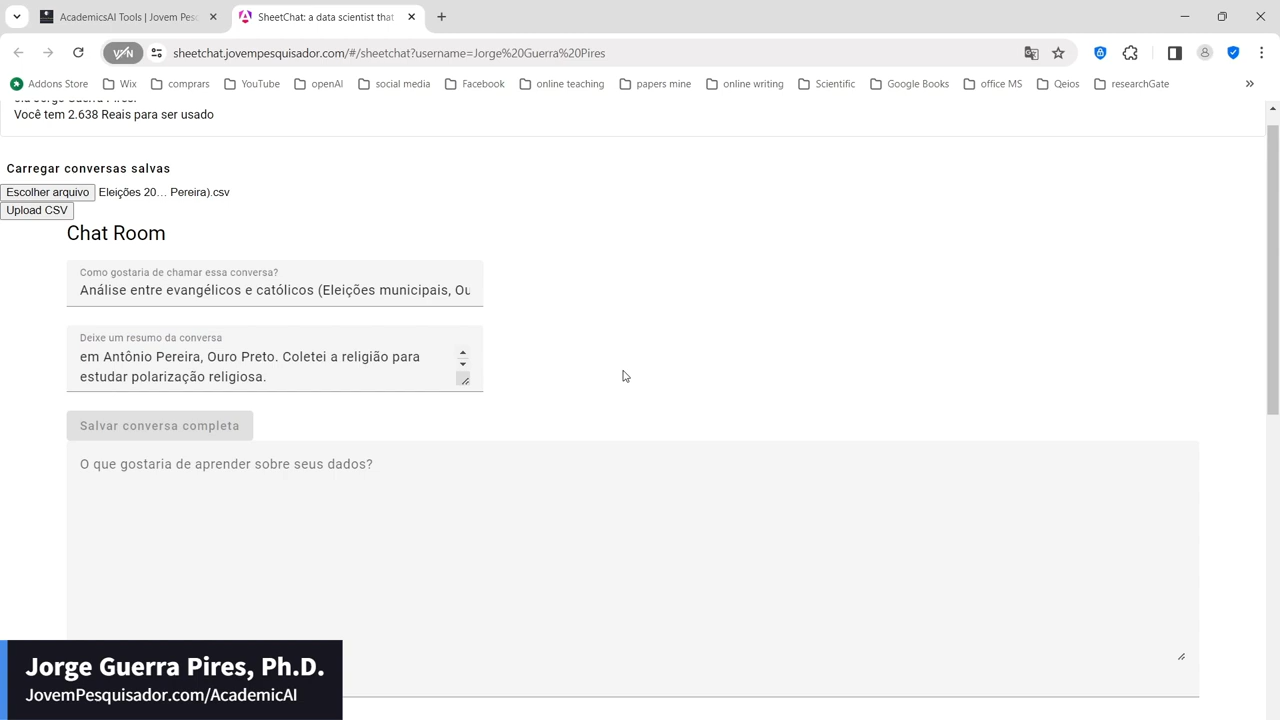 AcademicsAI Tools | Jovem Pesc
SheetChat: a data scientist that
VPN
sheetchat.jovempesquisador.com/#/sheetchat?username=Jorge%20Guerra%20Pires
Addons Store
Wix
comprars
YouTube
openAI
social media
Facebook
online teaching
papers mine
online writing
Scientific
Google Books
office MS
Qeios
researchGate
Jorge Guerra Pires.
Você tem 2.638 Reais para ser usado
Carregar conversas salvas
Escolher arquivo Eleições 20… Pereira).csv
Upload CSV
Chat Room
Como gostaria de chamar essa conversa?
Análise entre evangélicos e católicos (Eleições municipais, Ou
Deixe um resumo da conversa
em Antônio Pereira, Ouro Preto. Coletei a religião para
estudar polarização religiosa.
Salvar conversa completa
O que gostaria de aprender sobre seus dados?
Jorge Guerra Pires, Ph.D.
JovemPesquisador.com/AcademicAI